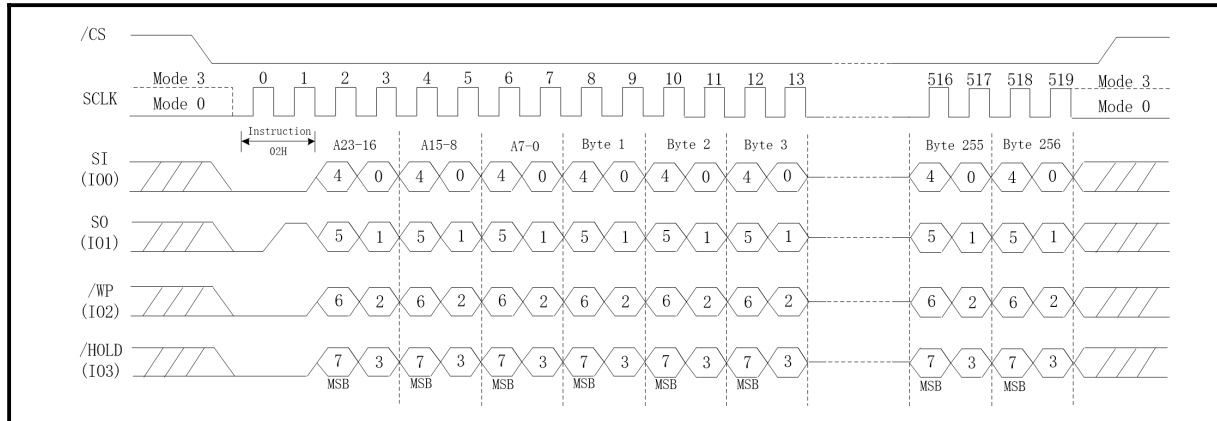 /CS
Mode 3 0 1 2 3 4 5 6 7 8 9 10 11 12 13 516 517 518 519 Mode 3
SCLK
Mode 0 Mode 0
Instruction
02H
A23-16 A15-8 A7-0 Byte 1 Byte 2 Byte 3 Byte 255 Byte 256
SI
(IO0)
4 0 4 0 4 0 4 0 4 0 4 0 4 0 4 0
SO
(IO1)
5 1 5 1 5 1 5 1 5 1 5 1 5 1 5 1
/WP
(IO2)
6 2 6 2 6 2 6 2 6 2 6 2 6 2 6 2
/HOLD
(IO3)
7 3 7 3 7 3 7 3 7 3 7 3 7 3 7 3
MSB MSB MSB MSB MSB MSB MSB MSB